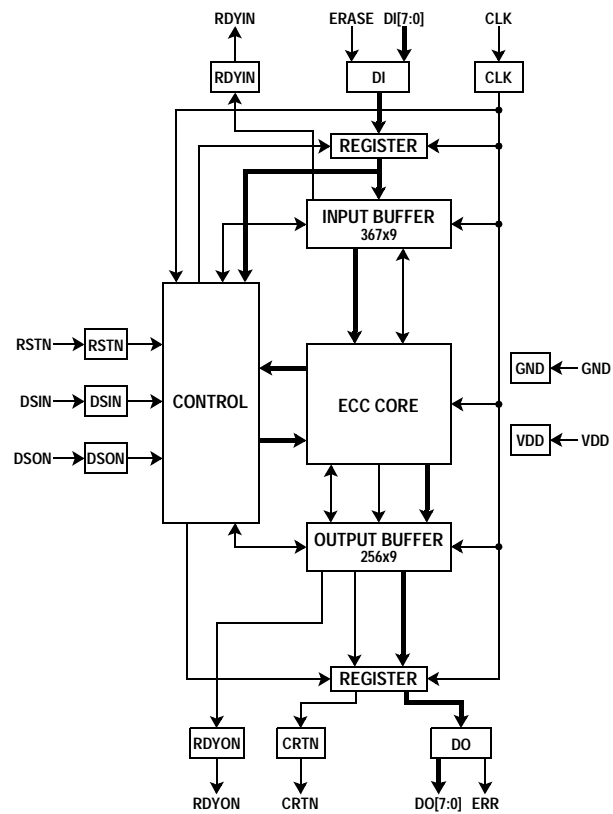 RDYIN
ERASE DI[7:0]
CLK
RDYIN
DI
CLK
REGISTER
INPUT BUFFER
367x9
RSTN
RSTN
DSIN
DSIN
DSON
DSON
CONTROL
ECC CORE
GND
GND
VDD
VDD
OUTPUT BUFFER
256x9
REGISTER
RDYON
CRTN
DO
RDYON
CRTN
DO[7:0] ERR